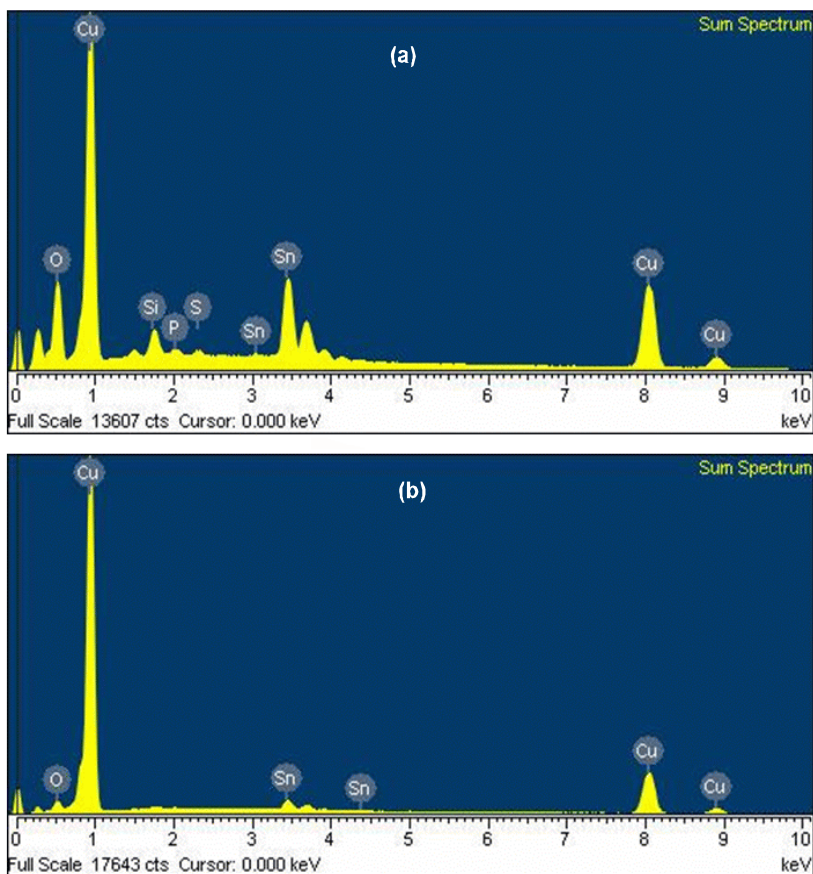 Sum Spectrum
(a)
Cu
O
Sn
Si
S
P
Sn
Cu
Cu
0 1 2 3 4 5 6 7 8 9 10
Full Scale 13607 cts Cursor: 0.000 keV keV
Sum Spectrum
(b)
Cu
O
Sn
Sn
Cu
Cu
0 1 2 3 4 5 6 7 8 9 10
Full Scale 17643 cts Cursor: 0.000 keV keV